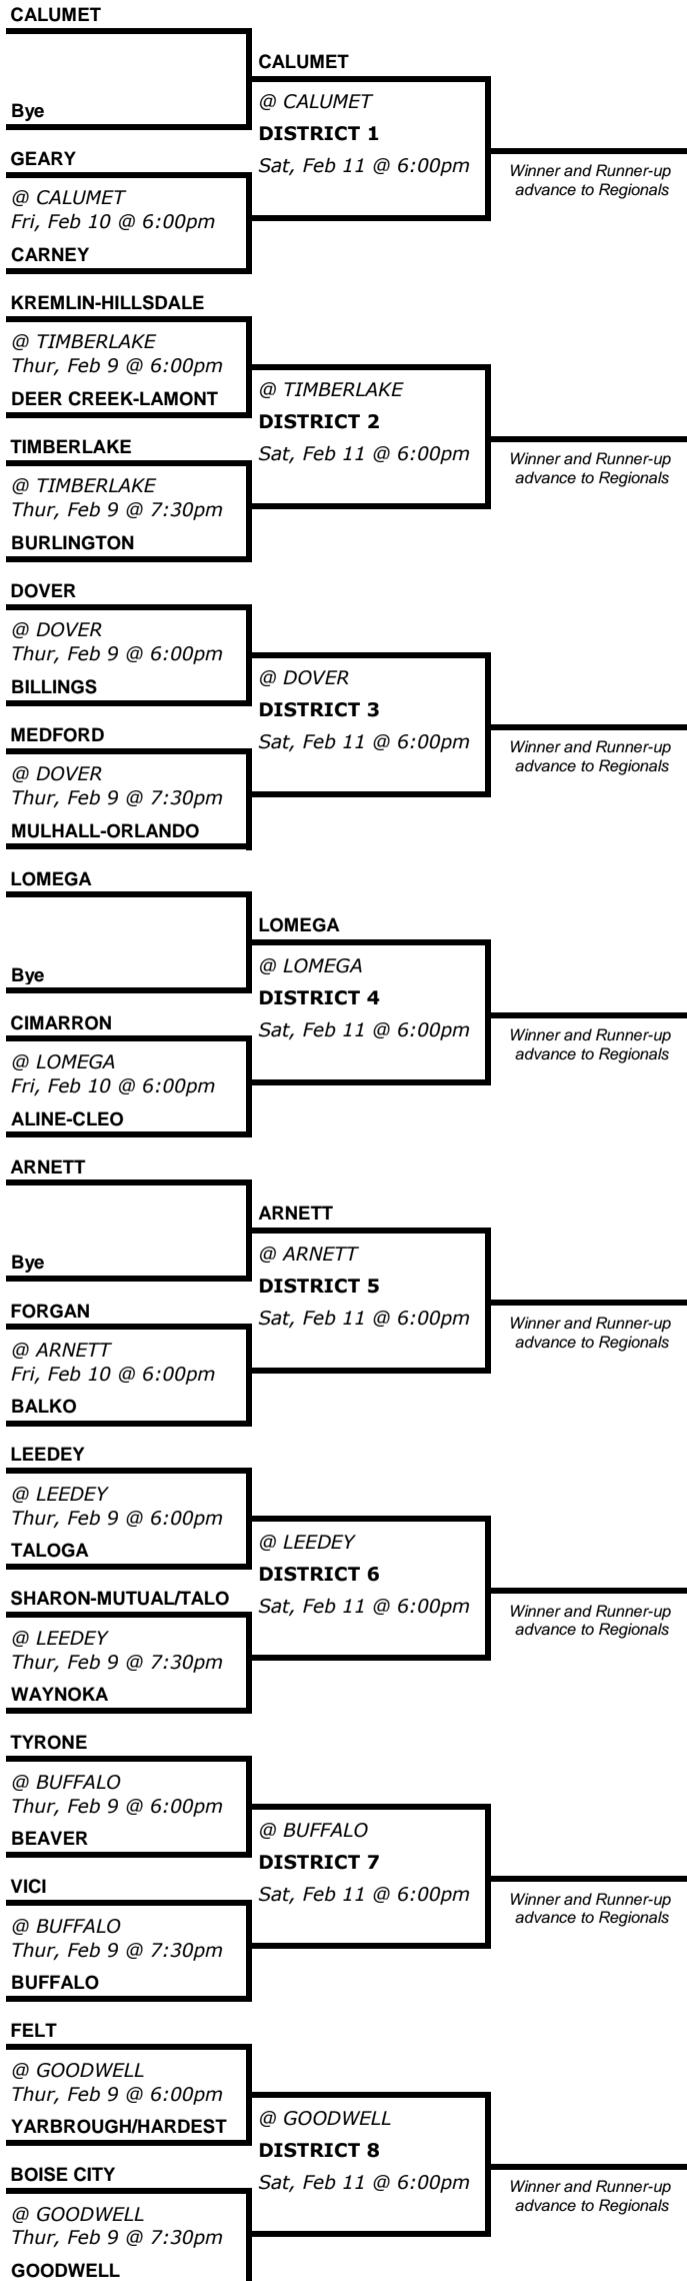 CALUMET
CALUMET
Bye
@ CALUMET
DISTRICT 1
GEARY
Sat, Feb 11 @ 6:00pm
Winner and Runner-up
advance to Regionals
@ CALUMET
Fri, Feb 10 @ 6:00pm
CARNEY
KREMLIN-HILLSDALE
@ TIMBERLAKE
Thur, Feb 9 @ 6:00pm
DEER CREEK-LAMONT
@ TIMBERLAKE
DISTRICT 2
TIMBERLAKE
Sat, Feb 11 @ 6:00pm
Winner and Runner-up
advance to Regionals
@ TIMBERLAKE
Thur, Feb 9 @ 7:30pm
BURLINGTON
DOVER
@ DOVER
Thur, Feb 9 @ 6:00pm
BILLINGS
@ DOVER
DISTRICT 3
MEDFORD
Sat, Feb 11 @ 6:00pm
Winner and Runner-up
advance to Regionals
@ DOVER
Thur, Feb 9 @ 7:30pm
MULHALL-ORLANDO
LOMEGA
LOMEGA
Bye
@ LOMEGA
DISTRICT 4
CIMARRON
Sat, Feb 11 @ 6:00pm
Winner and Runner-up
advance to Regionals
@ LOMEGA
Fri, Feb 10 @ 6:00pm
ALINE-CLEO
ARNETT
ARNETT
Bye
@ ARNETT
DISTRICT 5
FORGAN
Sat, Feb 11 @ 6:00pm
Winner and Runner-up
advance to Regionals
@ ARNETT
Fri, Feb 10 @ 6:00pm
BALKO
LEEDEY
@ LEEDEY
Thur, Feb 9 @ 6:00pm
TALOGA
@ LEEDEY
DISTRICT 6
SHARON-MUTUAL/TALO
Sat, Feb 11 @ 6:00pm
Winner and Runner-up
advance to Regionals
@ LEEDEY
Thur, Feb 9 @ 7:30pm
WAYNOKA
TYRONE
@ BUFFALO
Thur, Feb 9 @ 6:00pm
BEAVER
@ BUFFALO
DISTRICT 7
VICI
Sat, Feb 11 @ 6:00pm
Winner and Runner-up
advance to Regionals
@ BUFFALO
Thur, Feb 9 @ 7:30pm
BUFFALO
FELT
@ GOODWELL
Thur, Feb 9 @ 6:00pm
YARBROUGH/HARDEST
@ GOODWELL
DISTRICT 8
BOISE CITY
Sat, Feb 11 @ 6:00pm
Winner and Runner-up
advance to Regionals
@ GOODWELL
Thur, Feb 9 @ 7:30pm
GOODWELL